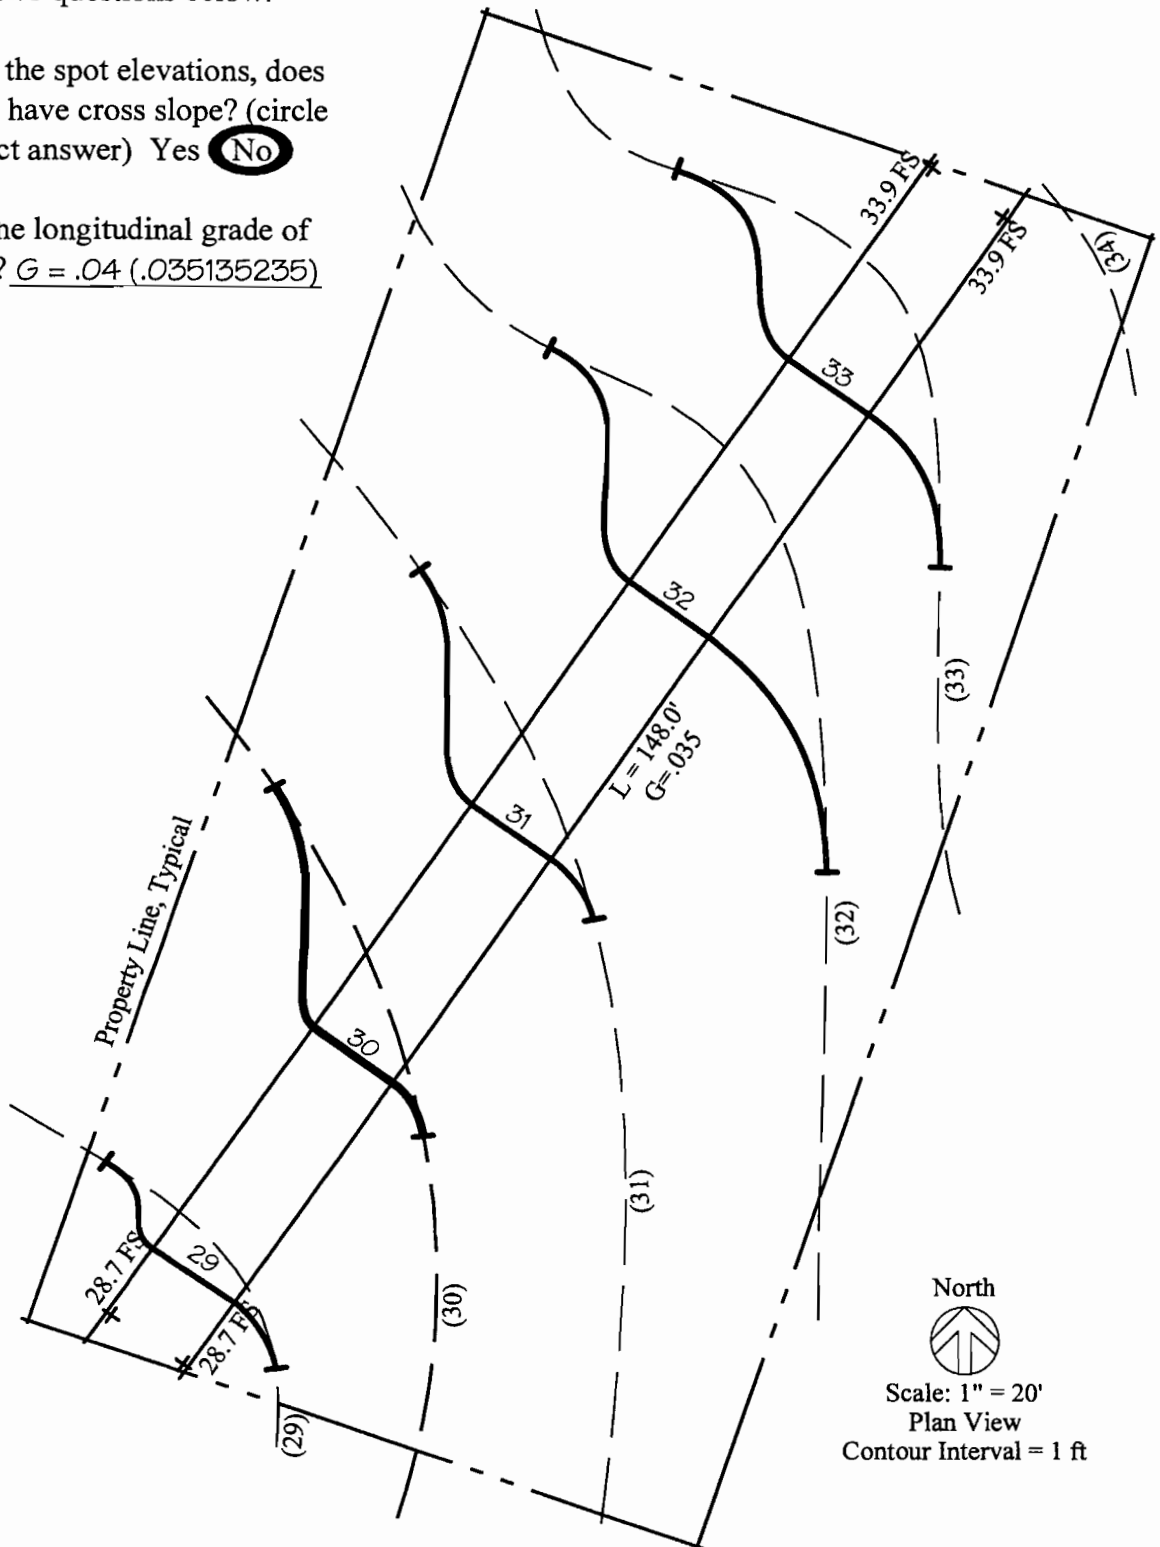 the spot elevations, does
have cross slope? (circle
ct answer) Yes No
he longitudinal grade of
? G = .04 (.035135235)
33.9 FS
33.9 FS
(34)
33
32
(33)
L = 148.0'
G=.035
31
Property Line, Typical
(32)
30
(31)
29
28.7 FS
28.7 FS
(30)
(29)
North
Scale: 1" = 20'
Plan View
Contour Interval = 1 ft